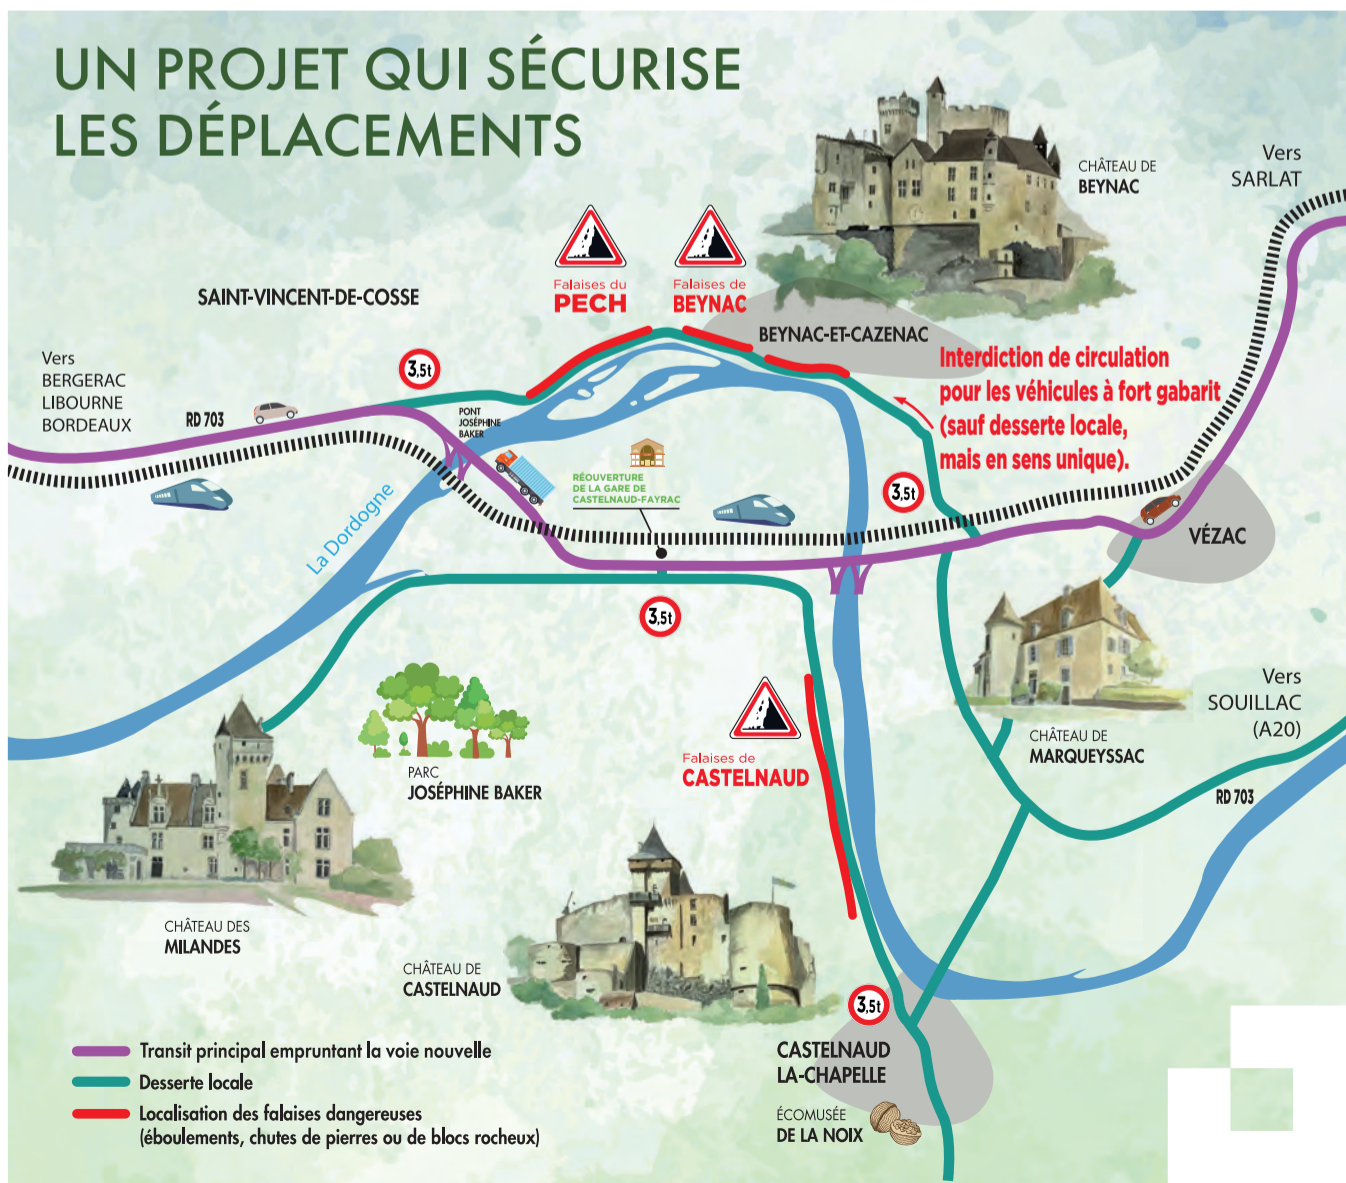 UN PROJET QUI SÉCURISE
LES DÉPLACEMENTS
CHÂTEAU DE
BEYNAC
Vers
SARLAT
Falaises du
PECH
Falaises de
BEYNAC
SAINT-VINCENT-DE-COSSE
BEYNAC-ET-CAZENAC
Vers
BERGERAC
LIBOURNE
BORDEAUX
RD 703
3,5t
Interdiction de circulation
pour les véhicules à fort gabarit
(sauf desserte locale,
mais en sens unique).
PONT
JOSÉPHINE
BAKER
RÉOUVERTURE
DE LA GARE DE
CASTELNAUD-FAYRAC
3,5t
La Dordogne
VÉZAC
3,5t
Falaises de
CASTELNAUD
Vers
SOUILLAC
(A20)
CHÂTEAU DE
MARQUEYSSAC
RD 703
PARC
JOSÉPHINE BAKER
CHÂTEAU DES
MILANDES
CHÂTEAU DE
CASTELNAUD
3,5t
CASTELNAUD
LA-CHAPELLE
ÉCOMUSÉE
DE LA NOIX
Transit principal empruntant la voie nouvelle
Desserte locale
Localisation des falaises dangereuses
(éboulements, chutes de pierres ou de blocs rocheux)